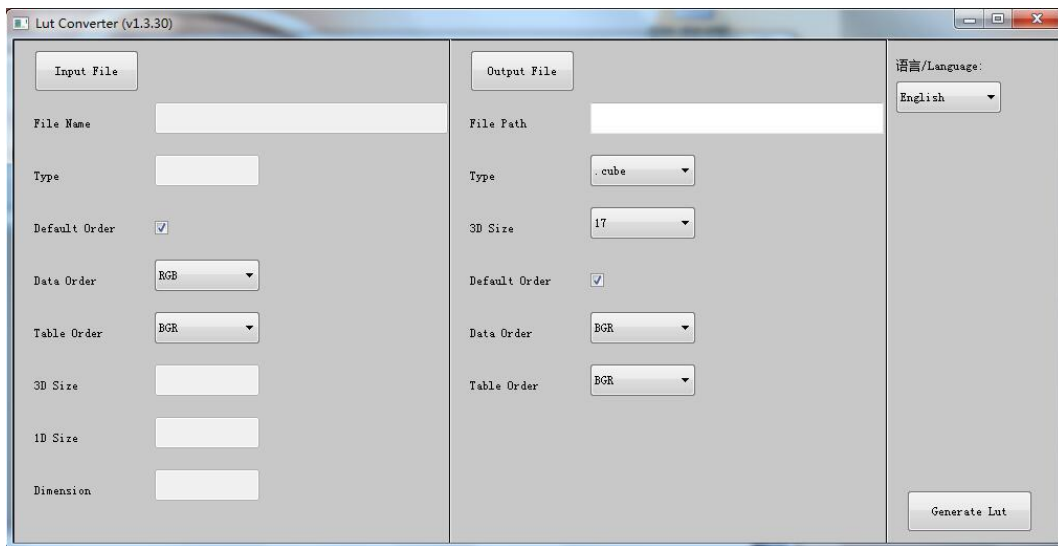 Lut Converter (v1.3.30)
Input File
File Name
Type
Default Order
Data Order RGB
Table Order BGR
3D Size
1D Size
Dimension
Output File
File Path
Type .cube
3D Size 17
Default Order
Data Order BGR
Table Order BGR
语言/Language:
English
Generate Lut